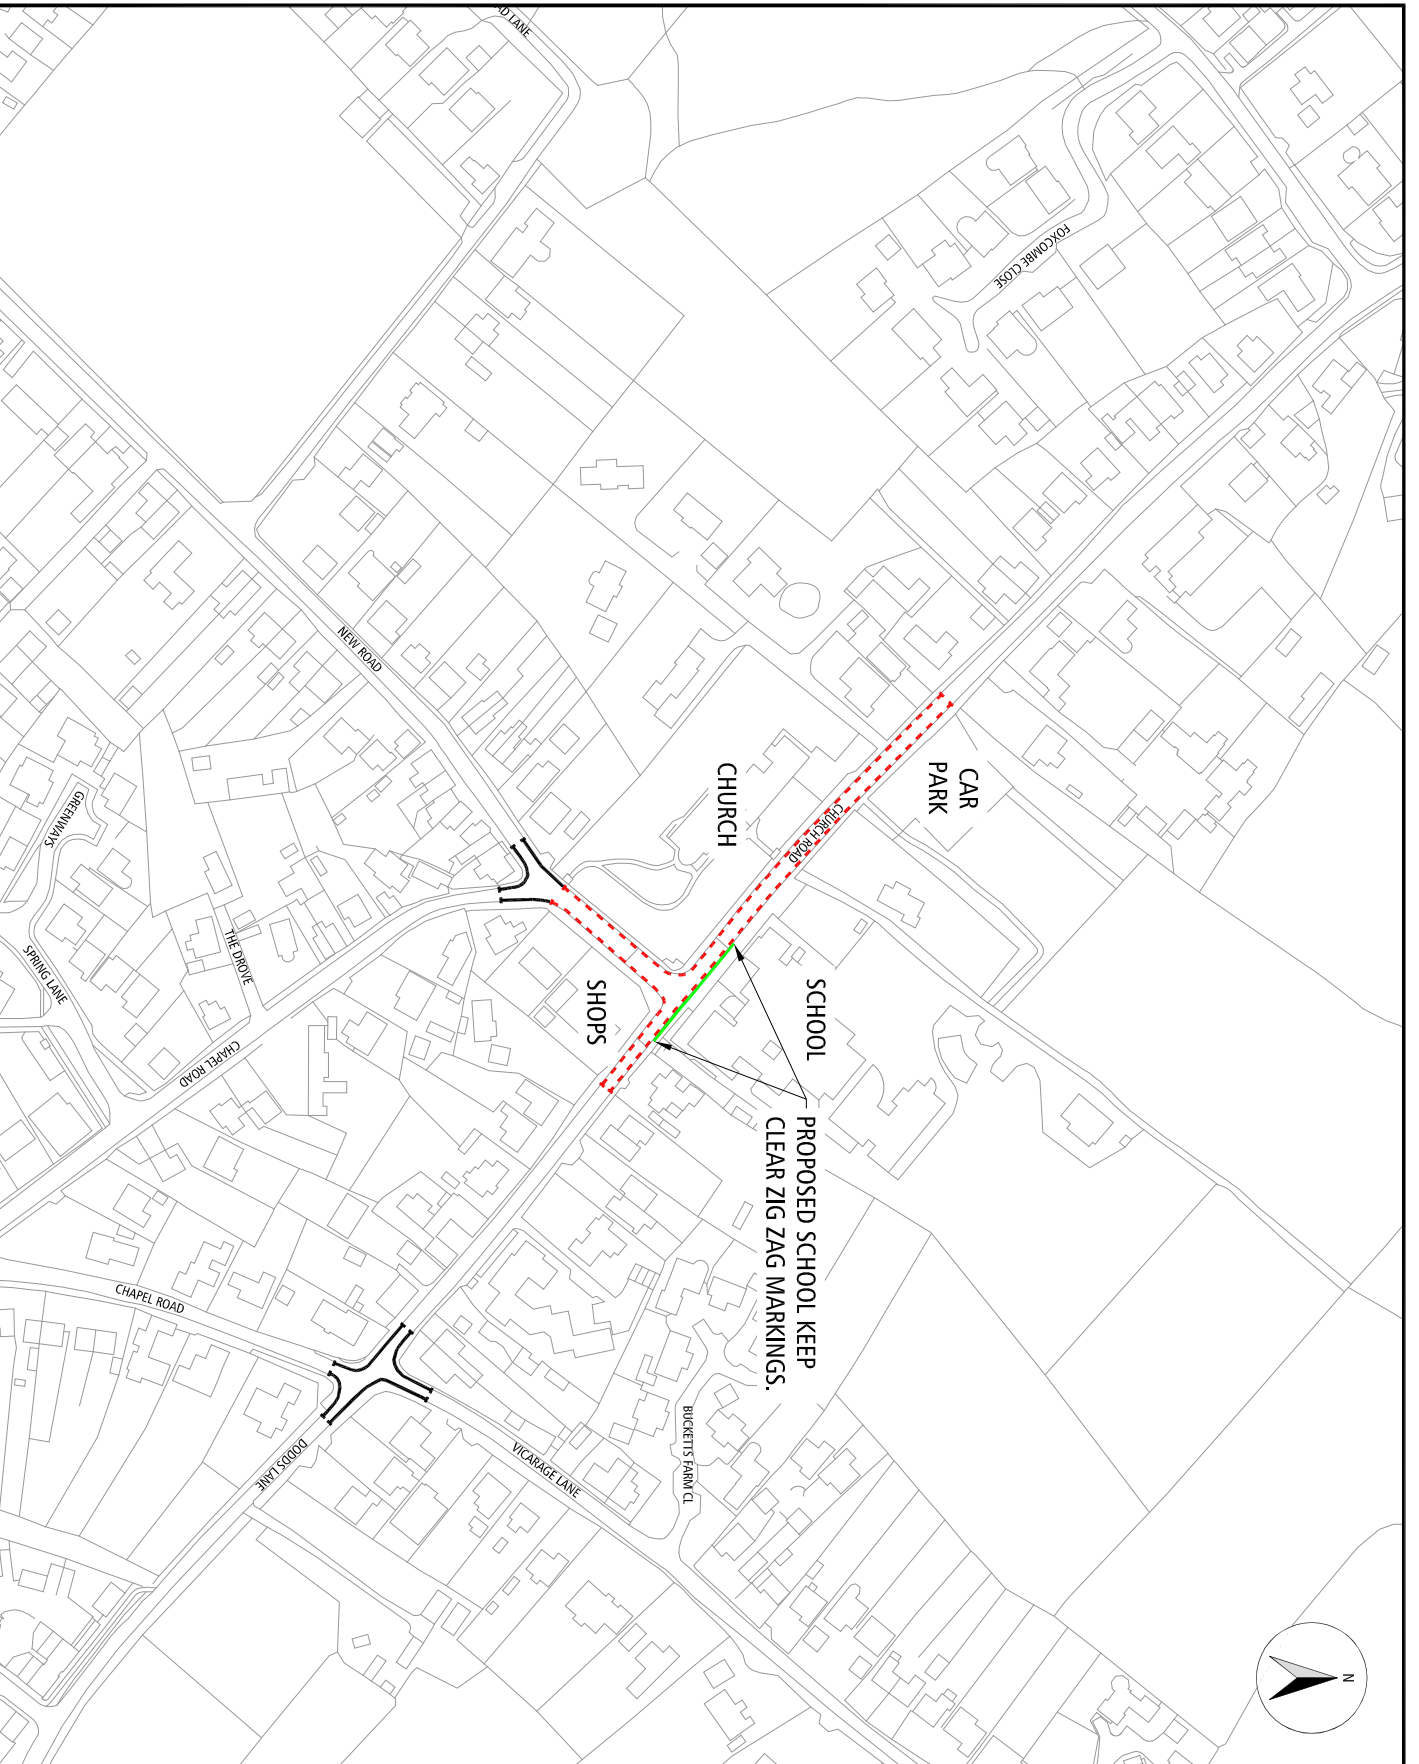 FOXCOMBE CLOSE
CAR
PARK
CHURCH ROAD
CHURCH
NEW ROAD
SCHOOL
SHOPS
PROPOSED SCHOOL KEEP
CLEAR ZIG ZAG MARKINGS.
GREENWAYS
SPRING LANE
THE DROVE
CHAPEL ROAD
CHAPEL ROAD
DODDS LANE
VICARAGE LANE
BUCKETTS FARM CL
LANE
N